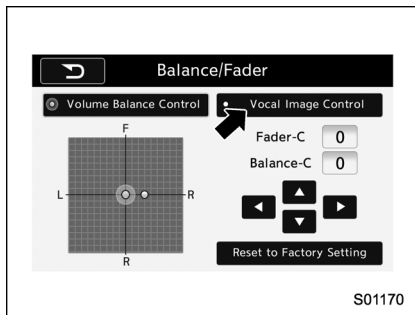 Balance/Fader
Volume Balance Control
Vocal Image Control
F
L
R
R
Fader-C 0
Balance-C 0
Reset to Factory Setting
S01170